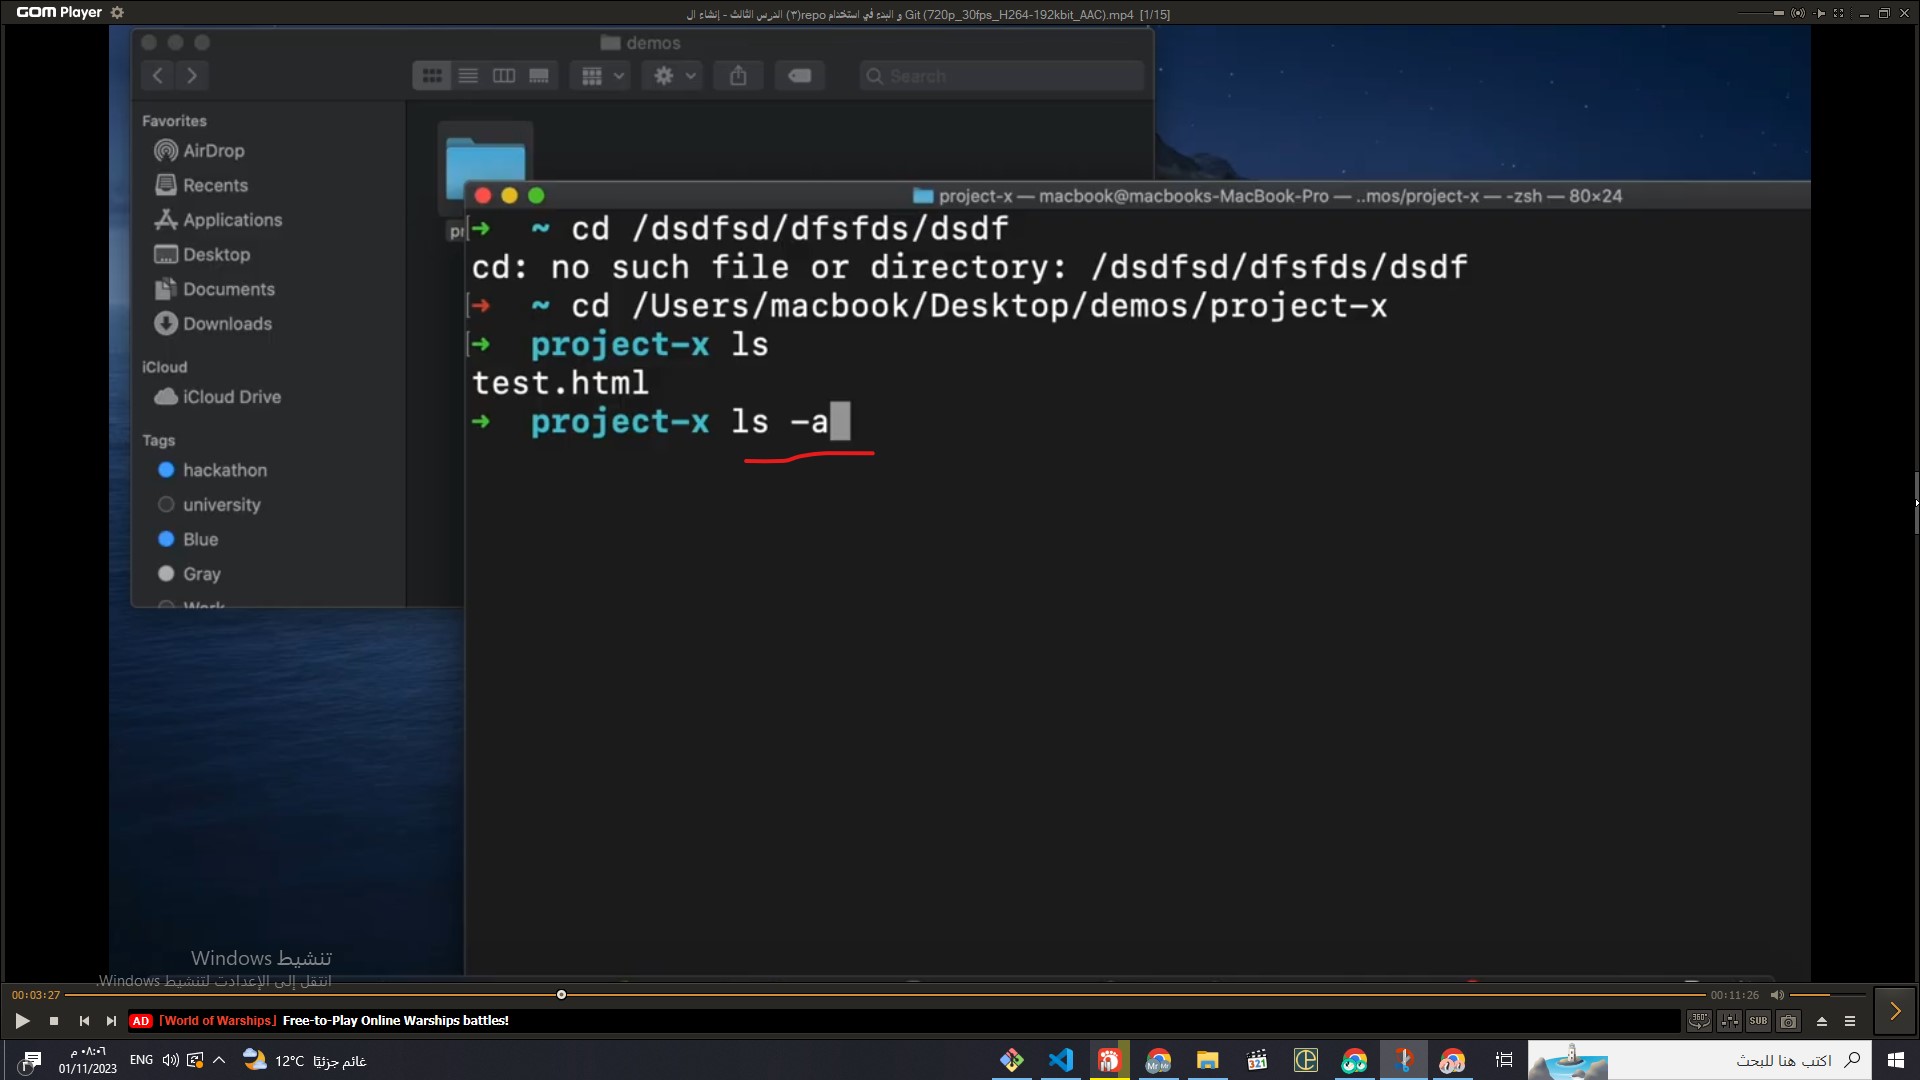 GOM Player
Git (720p_30fps_H264-192kbit_AAC).mp4 و البدء في استخدام repo(٣) الدرس الثالث - إنشاء ال [1/15]
demos
Search
Favorites
AirDrop
Recents
Applications
Desktop
Documents
Downloads
iCloud
iCloud Drive
Tags
hackathon
university
Blue
Gray
Work
pr
project-x — macbook@macbooks-MacBook-Pro — ..mos/project-x — -zsh — 80×24
➜ ~ cd /dsdfsd/dfsfds/dsdf
cd: no such file or directory: /dsdfsd/dfsfds/dsdf
➜ ~ cd /Users/macbook/Desktop/demos/project-x
➜ project-x ls
test.html
➜ project-x ls -a
تنشيط Windows
انتقل إلى الإعدادت لتنشيط Windows.
00:03:27
00:11:26
AD [World of Warships] Free-to-Play Online Warships battles!
360°
SUB
٠٨:٠٦ م
01/11/2023
ENG
12°C غائم جزئيًا
Mr Mr
321
اكتب هنا للبحث